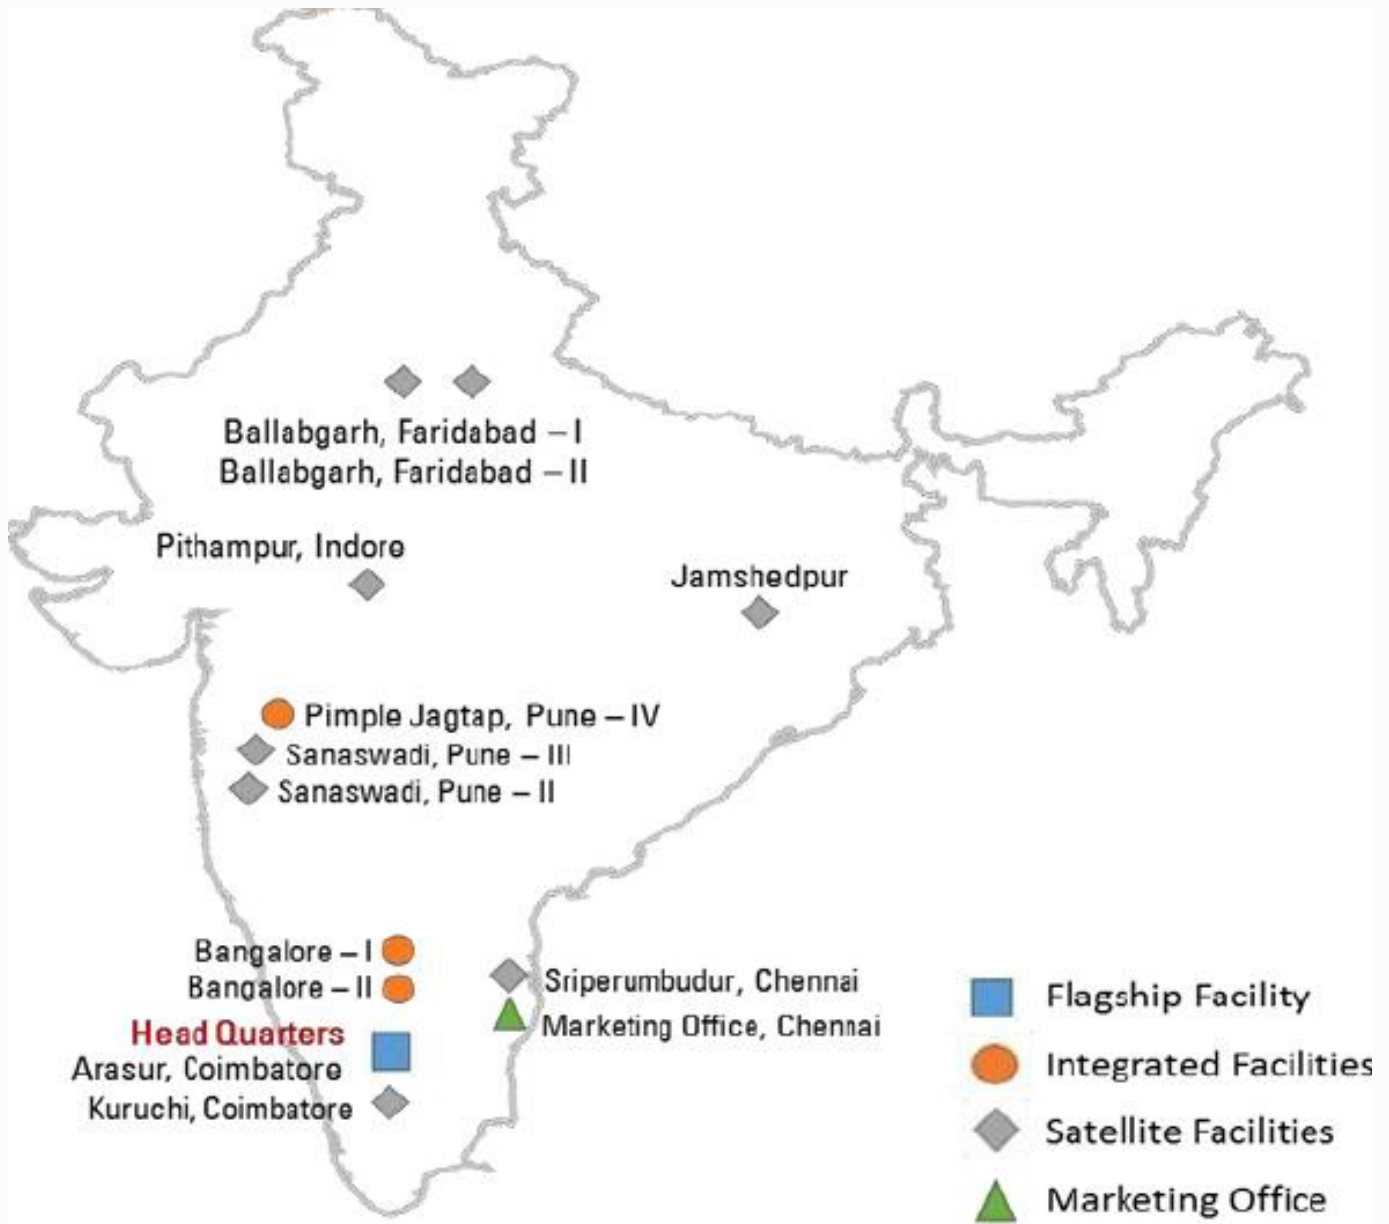 Ballabgarh, Faridabad – I
Ballabgarh, Faridabad – II
Pithampur, Indore
Jamshedpur
Pimple Jagtap, Pune – IV
Sanaswadi, Pune – III
Sanaswadi, Pune – II
Bangalore – I
Bangalore – II
Head Quarters
Arasur, Coimbatore
Kuruchi, Coimbatore
Sriperumbudur, Chennai
Marketing Office, Chennai
Flagship Facility
Integrated Facilities
Satellite Facilities
Marketing Office